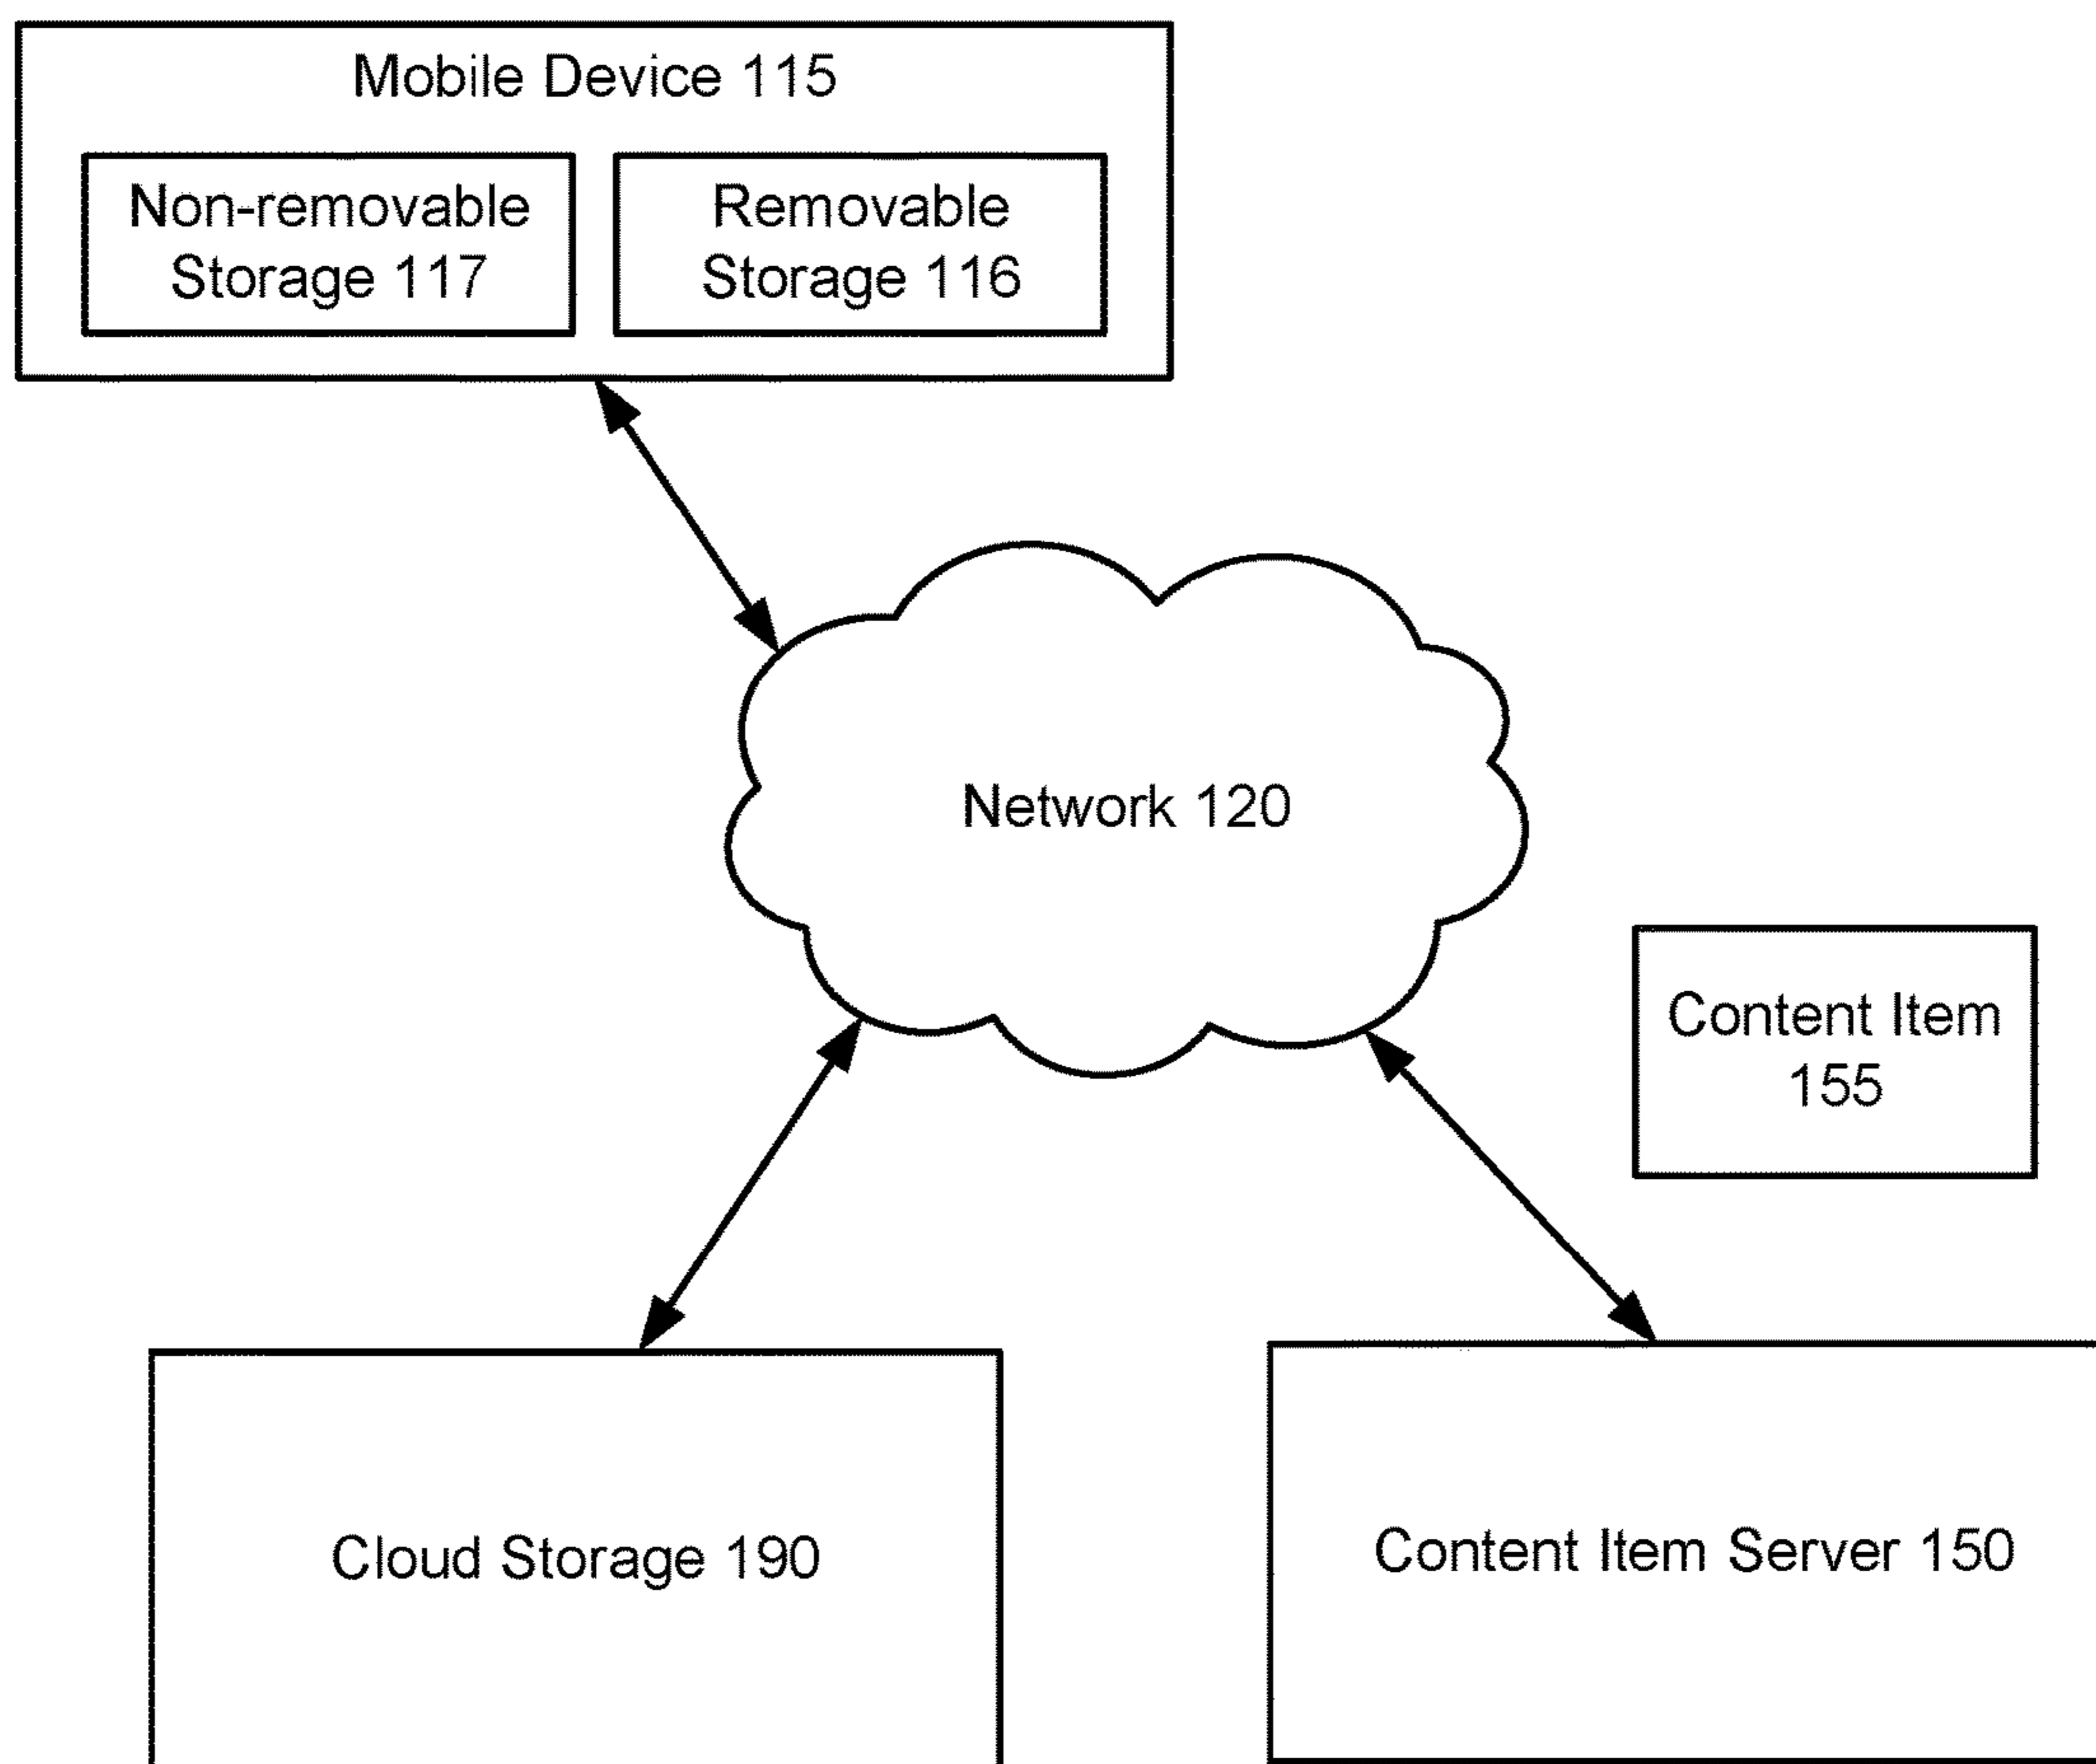 Mobile Device 115
Non-removable
Storage 117
Removable
Storage 116
Network 120
Content Item
155
Cloud Storage 190
Content Item Server 150